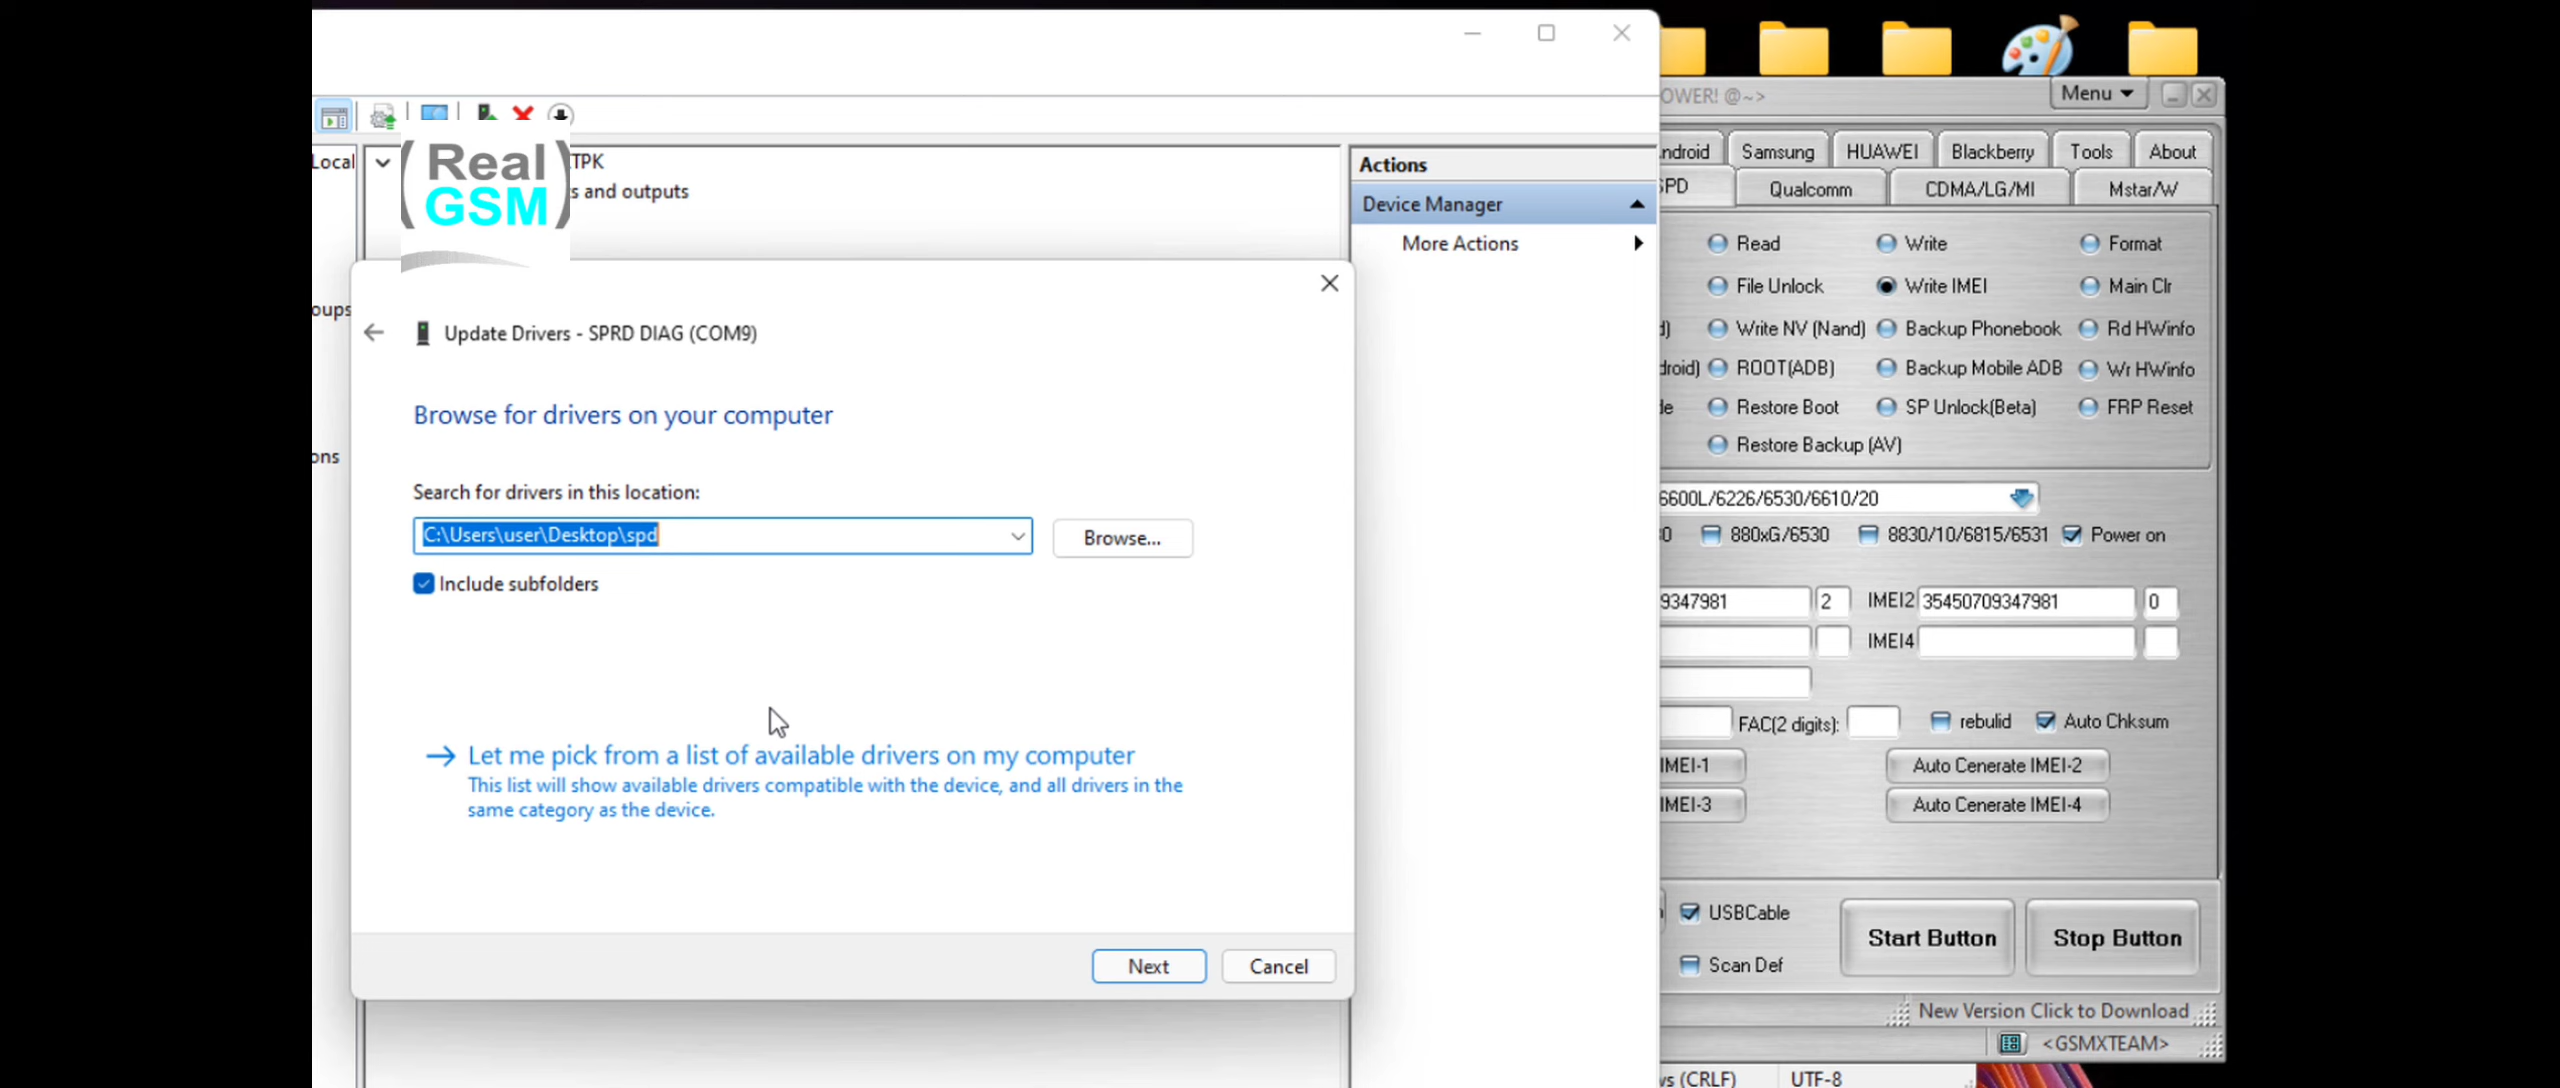 OWER! @~>
Menu
Local
TPK
Real
GSM
s and outputs
Actions
Device Manager
More Actions
oups
ons
Update Drivers - SPRD DIAG (COM9)
Browse for drivers on your computer
Search for drivers in this location:
C:\Users\user\Desktop\spd
Browse...
Include subfolders
Let me pick from a list of available drivers on my computer
This list will show available drivers compatible with the device, and all drivers in the
same category as the device.
Next
Cancel
ndroid
Samsung
HUAWEI
Blackberry
Tools
About
SPD
Qualcomm
CDMA/LG/MI
Mstar/W
Read
Write
Format
File Unlock
Write IMEI
Main Clr
d)
Write NV (Nand)
Backup Phonebook
Rd HWinfo
droid)
ROOT(ADB)
Backup Mobile ADB
Wr HWinfo
de
Restore Boot
SP Unlock(Beta)
FRP Reset
Restore Backup (AV)
6600L/6226/6530/6610/20
0
880xG/6530
8830/10/6815/6531
Power on
9347981
2
IMEI2
35450709347981
0
IMEI4
FAC(2 digits):
rebulid
Auto Chksum
IMEI-1
Auto Cenerate IMEI-2
IMEI-3
Auto Cenerate IMEI-4
USBCable
Scan Def
Start Button
Stop Button
New Version Click to Download
<GSMXTEAM>
ws (CRLF)
UTF-8